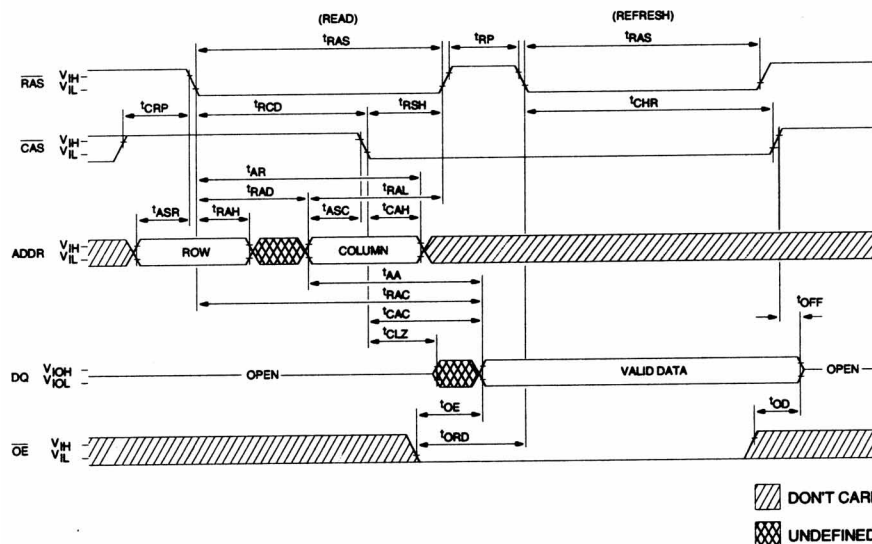 (READ) (REFRESH)
tRAS tRP tRAS
RAS VIH
VIL
tCRP tRCD tRSH tCHR
CAS VIH
VIL
tAR
tRAD tRAL
tASR tRAH tASC tCAH
ADDR VIH
VIL
ROW COLUMN
tAA
tRAC
tCAC
tCLZ
tOFF
DQ VIOH
VIOL
OPEN VALID DATA OPEN
tOE tOD
tORD
OE VIH
VIL
DON'T CARE
UNDEFINED